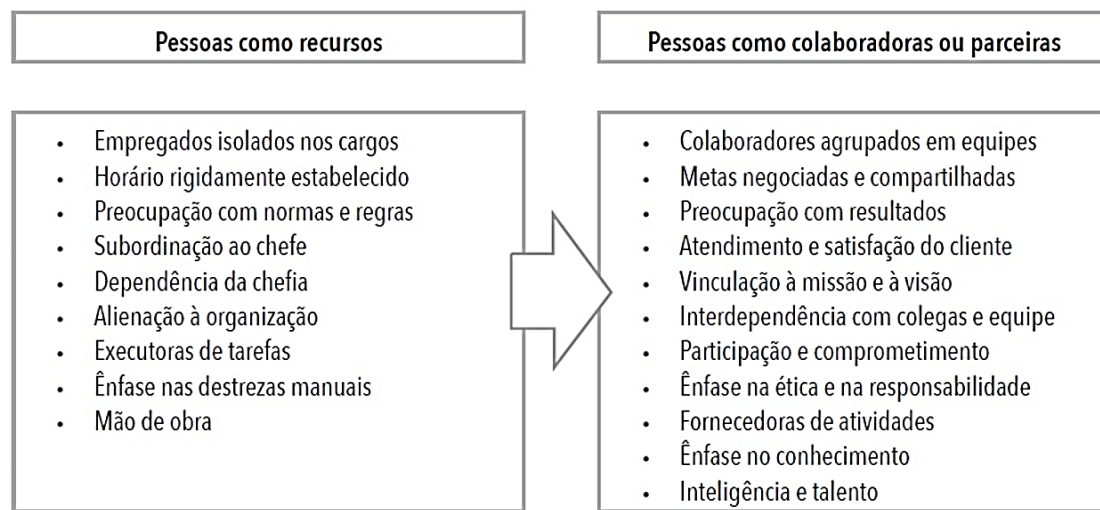 Pessoas como recursos
• Empregados isolados nos cargos
• Horário rigidamente estabelecido
• Preocupação com normas e regras
• Subordinação ao chefe
• Dependência da chefia
• Alienação à organização
• Executoras de tarefas
• Ênfase nas destrezas manuais
• Mão de obra
Pessoas como colaboradoras ou parceiras
• Colaboradores agrupados em equipes
• Metas negociadas e compartilhadas
• Preocupação com resultados
• Atendimento e satisfação do cliente
• Vinculação à missão e à visão
• Interdependência com colegas e equipe
• Participação e comprometimento
• Ênfase na ética e na responsabilidade
• Fornecedoras de atividades
• Ênfase no conhecimento
• Inteligência e talento